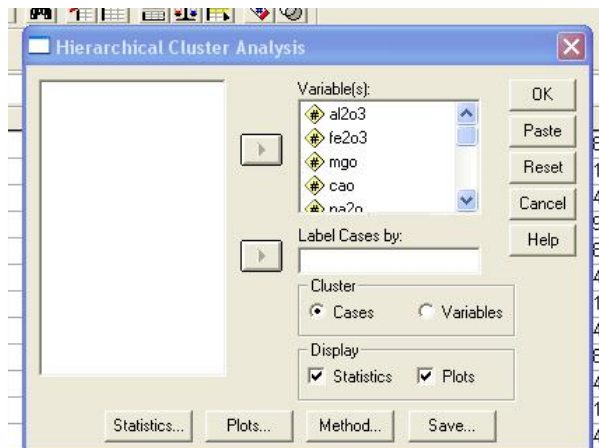 Hierarchical Cluster Analysis
Variable(s):
al2o3
fe2o3
mgo
cao
na2o
OK
Paste
Reset
Cancel
Help
Label Cases by:
Cluster
Cases
Variables
Display
Statistics
Plots
Statistics...
Plots...
Method...
Save...